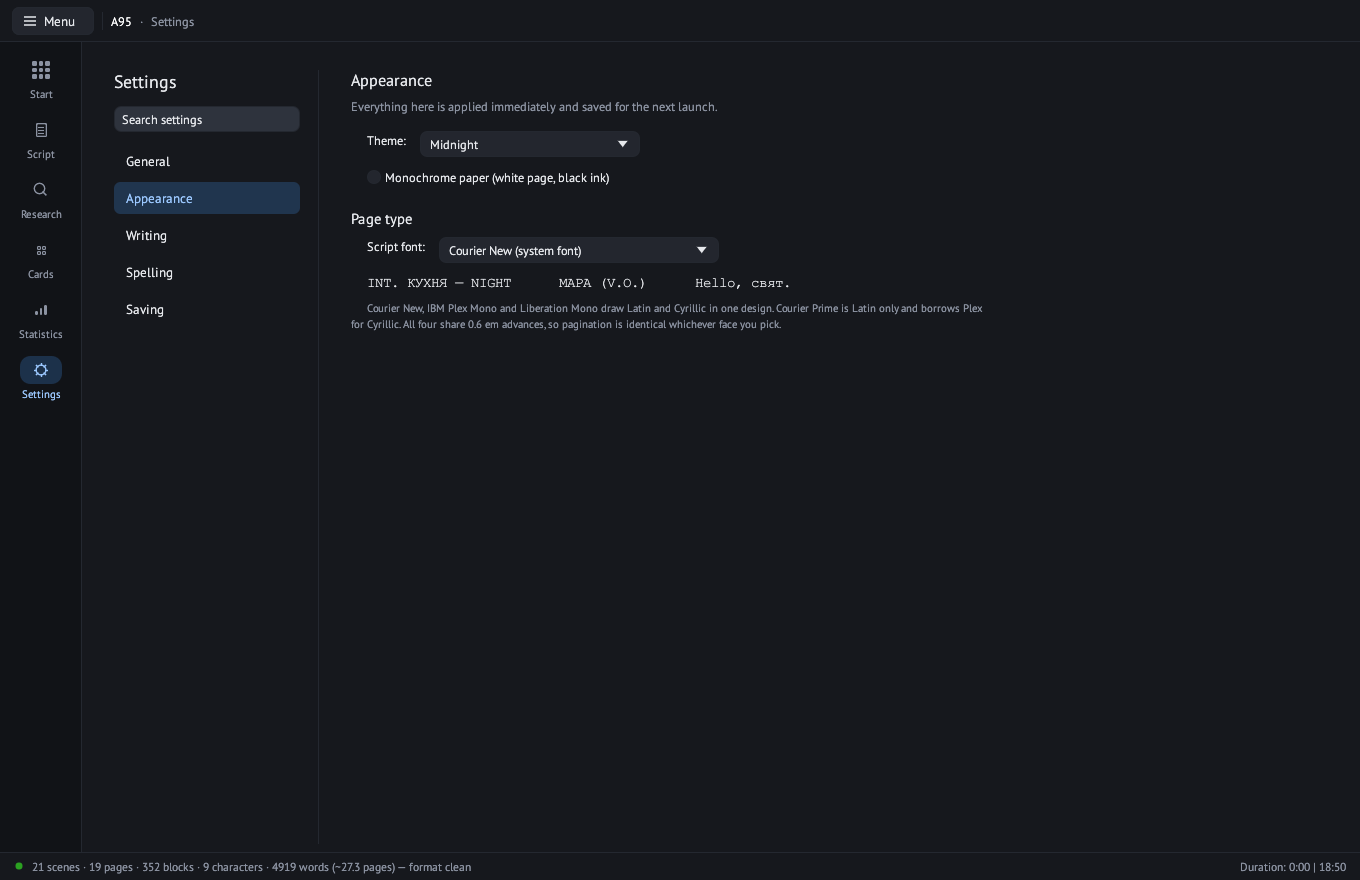 Menu
A95 · Settings
Start
Script
Research
Cards
Statistics
Settings
Settings
Search settings
General
Appearance
Writing
Spelling
Saving
Appearance
Everything here is applied immediately and saved for the next launch.
Theme: Midnight
Monochrome paper (white page, black ink)
Page type
Script font: Courier New (system font)
INT. КУХНЯ — NIGHT МАРА (V.O.) Hello, свят.
Courier New, IBM Plex Mono and Liberation Mono draw Latin and Cyrillic in one design. Courier Prime is Latin only and borrows Plex
for Cyrillic. All four share 0.6 em advances, so pagination is identical whichever face you pick.
21 scenes · 19 pages · 352 blocks · 9 characters · 4919 words (~27.3 pages) — format clean
Duration: 0:00 | 18:50